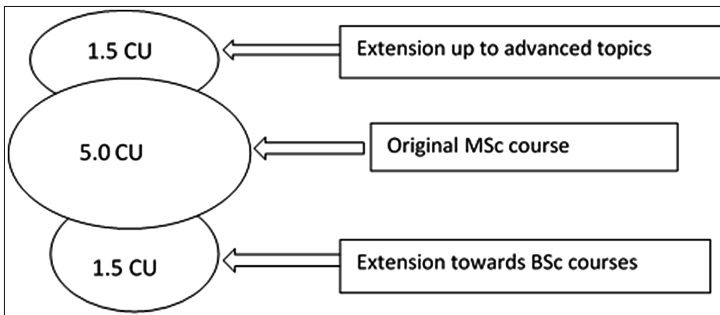 1.5 CU
Extension up to advanced topics
5.0 CU
Original MSc course
1.5 CU
Extension towards BSc courses